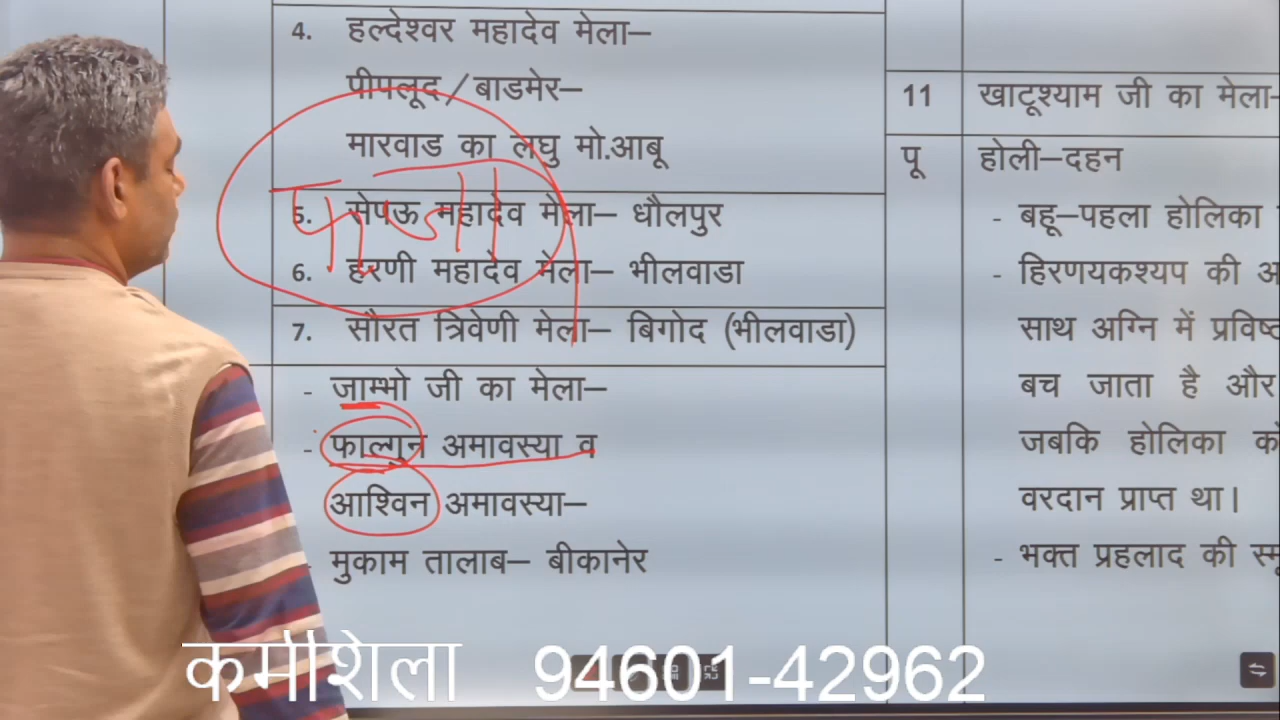 4. हल्देश्वर महादेव मेला–
पीपलूद / बाडमेर–
मारवाड का लघु मो.आबू
5. सेपऊ महादेव मेला– धौलपुर
6. हरणी महादेव मेला– भीलवाडा
7. सौरत त्रिवेणी मेला– बिगोद (भीलवाडा)
- जाम्भो जी का मेला–
- फाल्गुन अमावस्या व
आश्विन अमावस्या–
- मुकाम तालाब– बीकानेर
11 खाटूश्याम जी का मेला-
पू होली–दहन
- बहू–पहला होलिका
- हिरणयकश्यप की
साथ अग्नि में
बच जाता है और
जबकि होलिका
वरदान प्राप्त था।
- भक्त प्रहलाद की
कर्मशिला 94601-42962